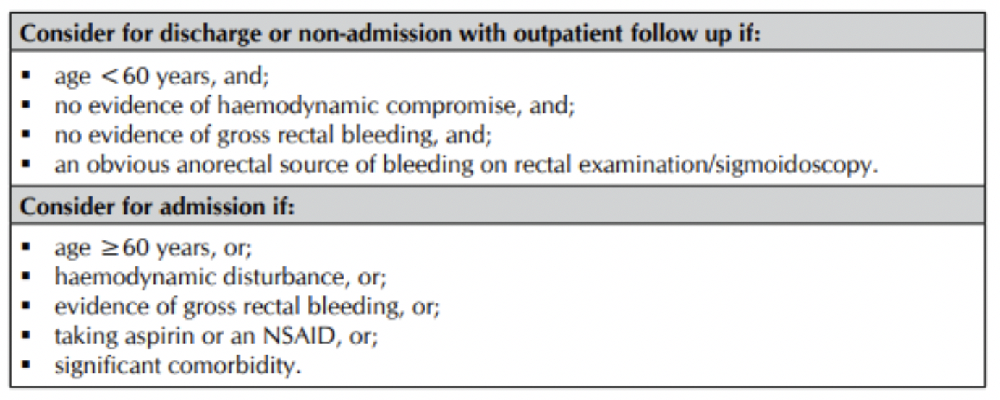 Consider for discharge or non-admission with outpatient follow up if:
▪ age <60 years, and;
▪ no evidence of haemodynamic compromise, and;
▪ no evidence of gross rectal bleeding, and;
▪ an obvious anorectal source of bleeding on rectal examination/sigmoidoscopy.
Consider for admission if:
▪ age ≥60 years, or;
▪ haemodynamic disturbance, or;
▪ evidence of gross rectal bleeding, or;
▪ taking aspirin or an NSAID, or;
▪ significant comorbidity.